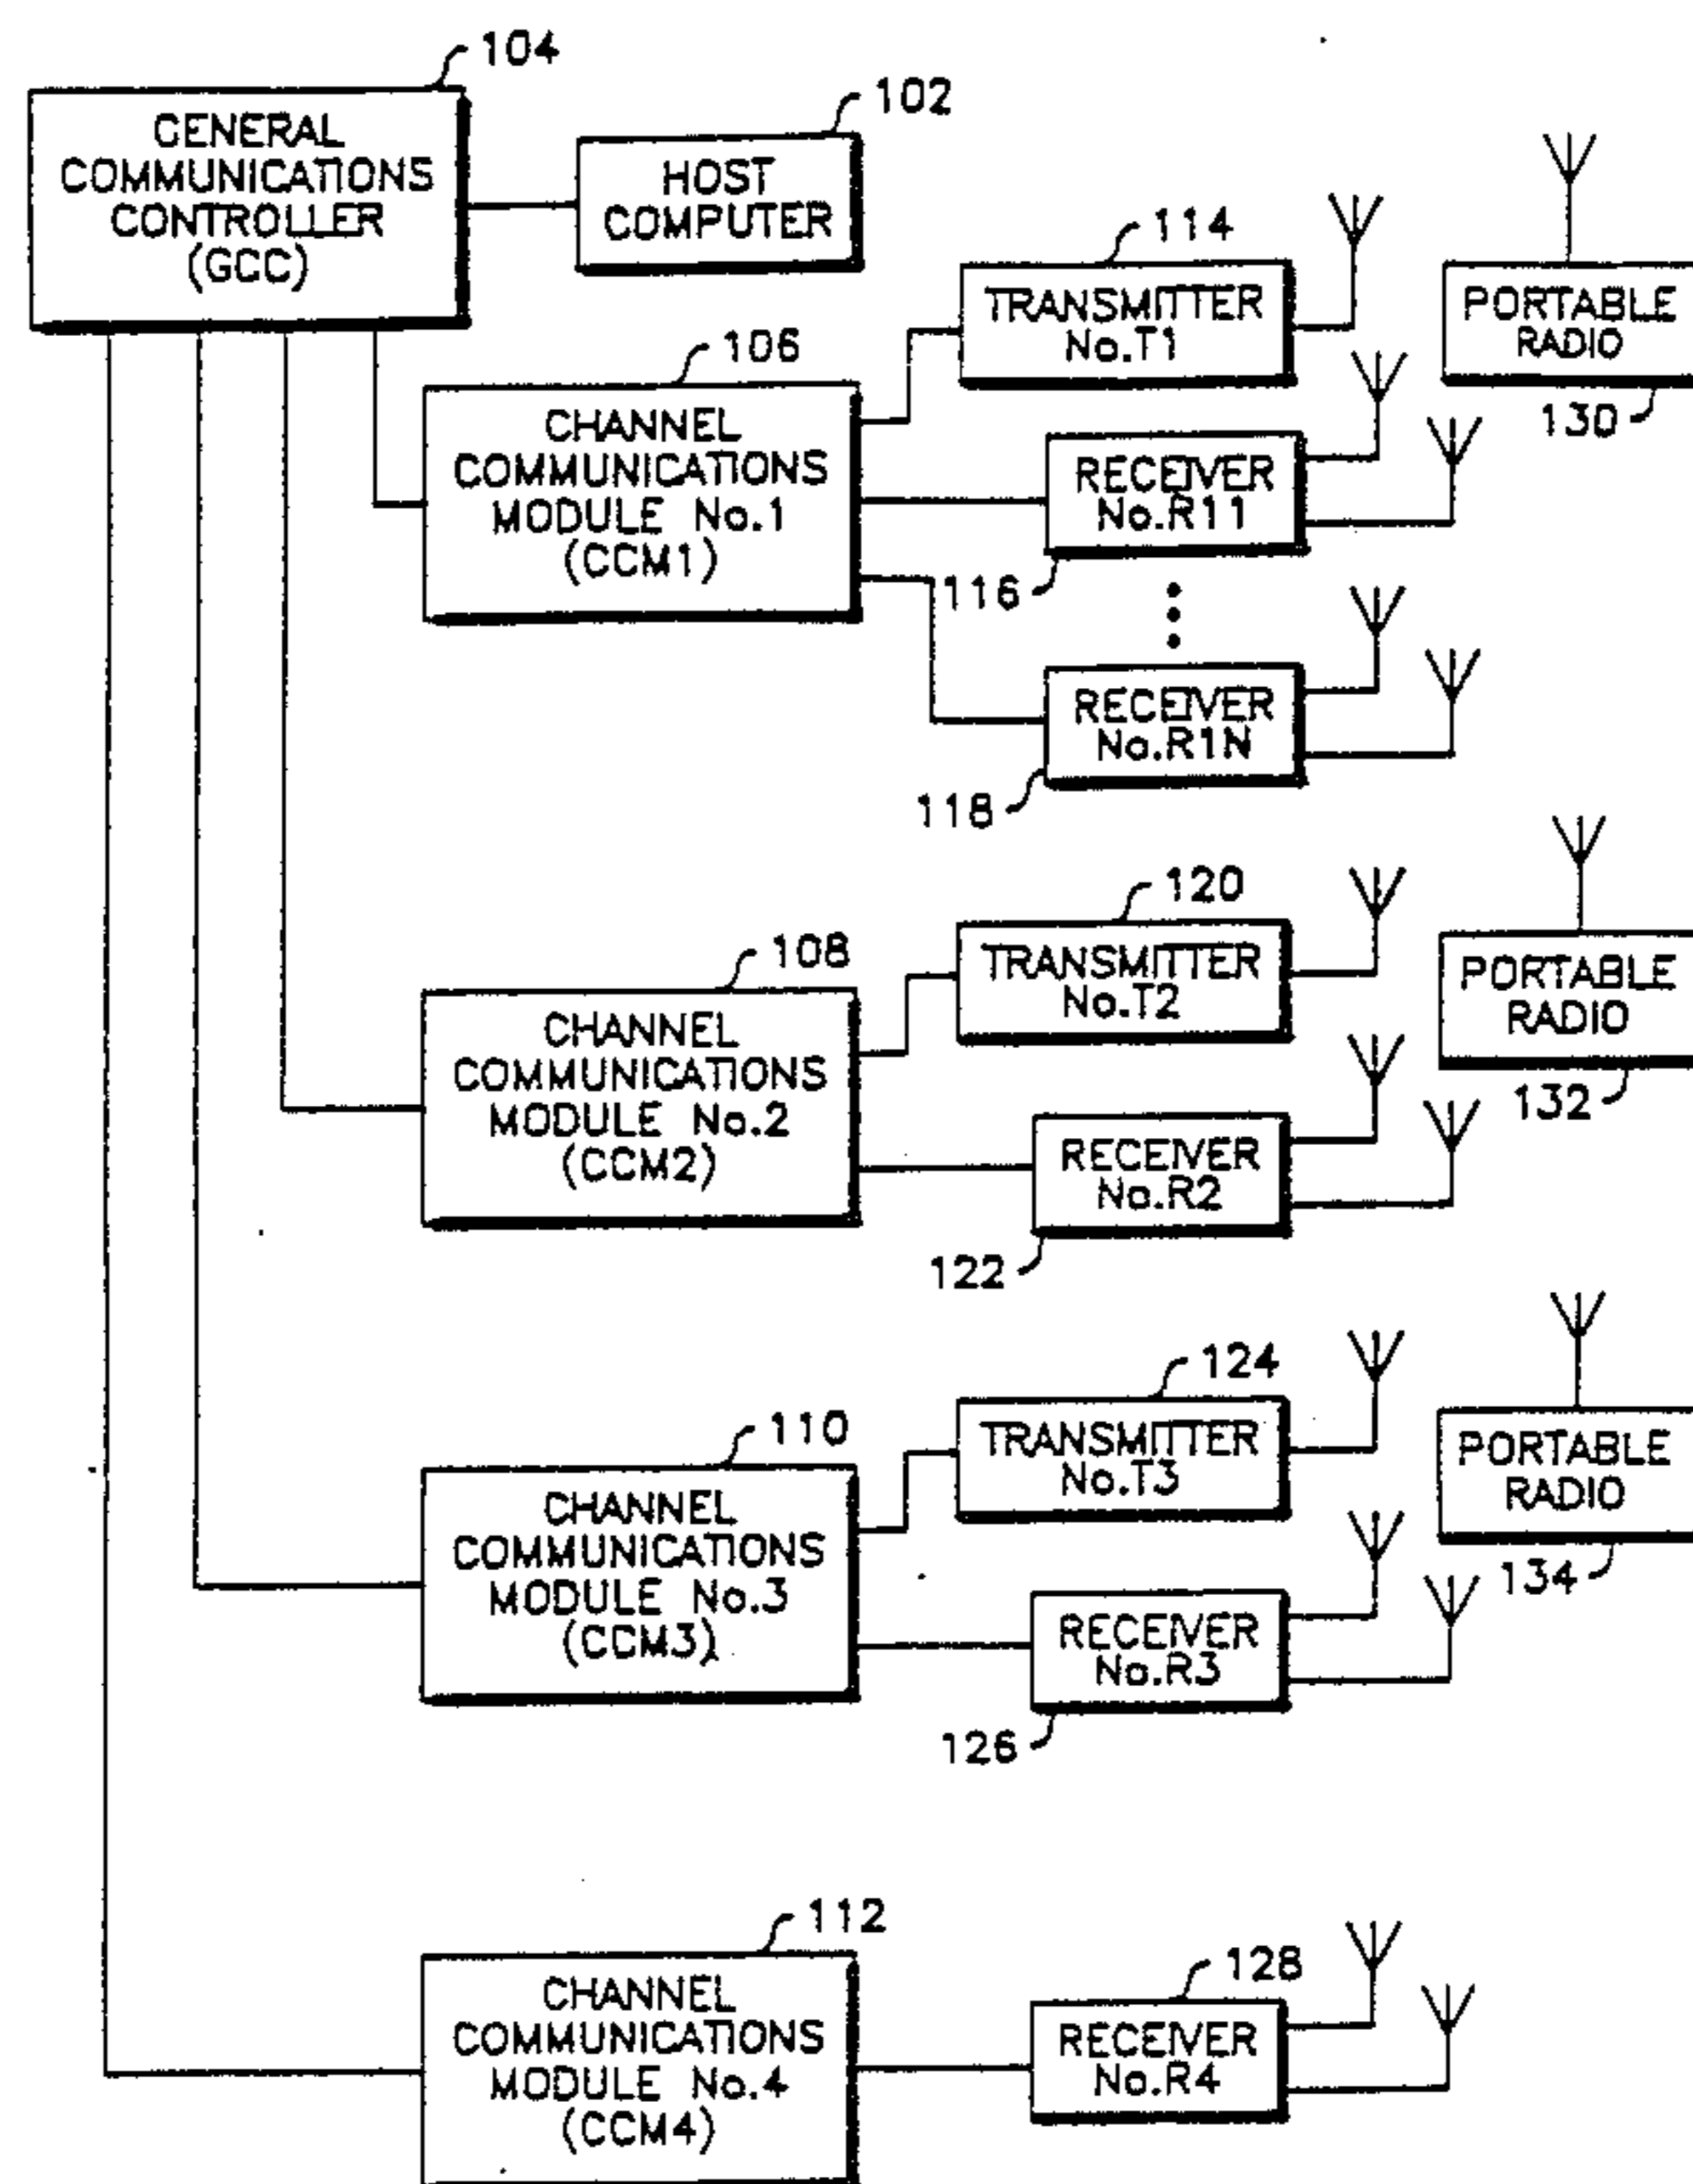 104
GENERAL
COMMUNICATIONS
CONTROLLER
(GCC)
102
HOST
COMPUTER
114
TRANSMITTER
No.T1
PORTABLE
RADIO
130
106
CHANNEL
COMMUNICATIONS
MODULE No.1
(CCM1)
RECEIVER
No.R11
116
RECEIVER
No.R1N
118
120
TRANSMITTER
No.T2
PORTABLE
RADIO
132
108
CHANNEL
COMMUNICATIONS
MODULE No.2
(CCM2)
RECEIVER
No.R2
122
124
TRANSMITTER
No.T3
PORTABLE
RADIO
134
110
CHANNEL
COMMUNICATIONS
MODULE No.3
(CCM3)
RECEIVER
No.R3
126
112
CHANNEL
COMMUNICATIONS
MODULE No.4
(CCM4)
128
RECEIVER
No.R4